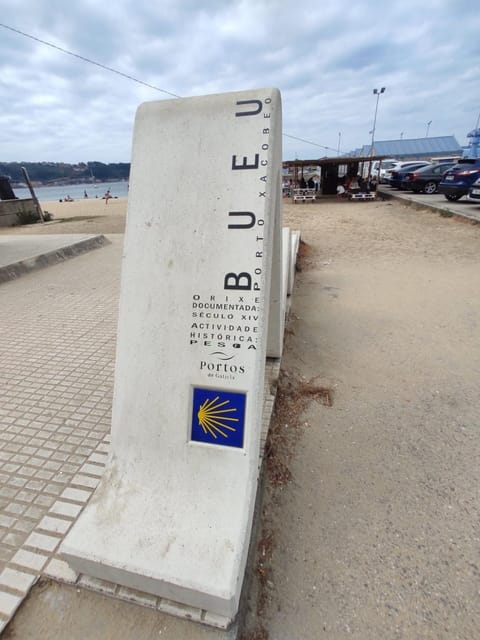 BUEU
PORTO XACOBEO
ORIXE
DOCUMENTADA:
SÉCULO XIV
ACTIVIDADE
HISTÓRICA:
PESCA
Portos
de Galicia